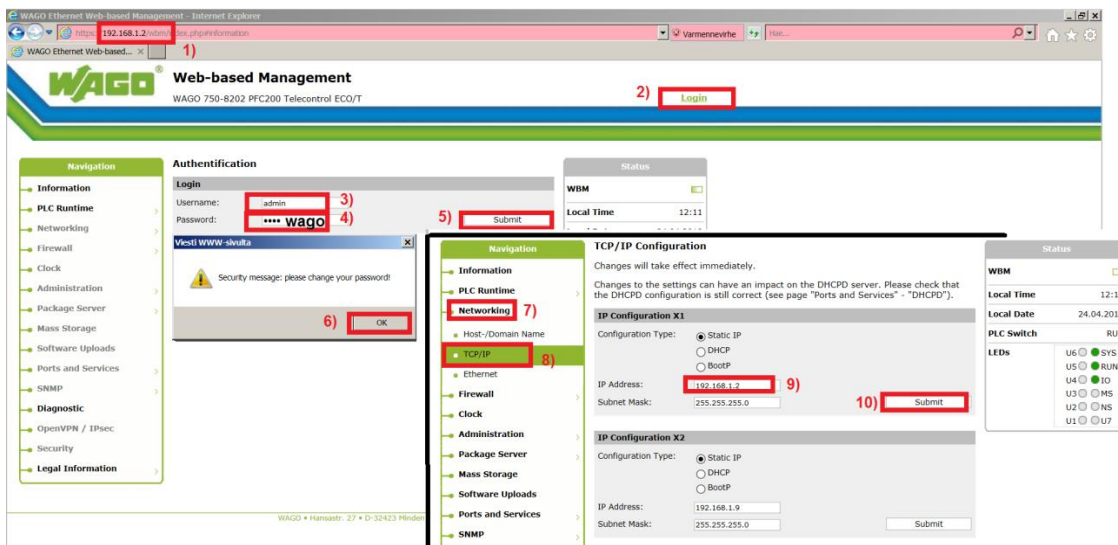 WAGO Ethernet Web-based Management - Internet Explorer
https://192.168.1.2/wbm/index.php#information
Varmennevirhe
Hae...
WAGO Ethernet Web-based...
1)
WAGO®
Web-based Management
WAGO 750-8202 PFC200 Telecontrol ECO/T
2)
Login
Navigation
Information
PLC Runtime
Networking
Firewall
Clock
Administration
Package Server
Mass Storage
Software Uploads
Ports and Services
SNMP
Diagnostic
OpenVPN / IPsec
Security
Legal Information
Authentification
Login
Username: admin 3)
Password: •••• wago 4)
5) Submit
Status
WBM
Local Time 12:11
Viesti WWW-sivulta
Security message: please change your password!
6) OK
Navigation
Information
PLC Runtime
Networking 7)
Host-/Domain Name
TCP/IP 8)
Ethernet
Firewall
Clock
Administration
Package Server
Mass Storage
Software Uploads
Ports and Services
SNMP
TCP/IP Configuration
Changes will take effect immediately.
Changes to the settings can have an impact on the DHCPD server. Please check that
the DHCPD configuration is still correct (see page "Ports and Services" - "DHCPD").
IP Configuration X1
Configuration Type: Static IP
DHCP
BootP
IP Address: 192.168.1.2 9)
Subnet Mask: 255.255.255.0
10) Submit
IP Configuration X2
Configuration Type: Static IP
DHCP
BootP
IP Address: 192.168.1.9
Subnet Mask: 255.255.255.0
Submit
Status
WBM
Local Time 12:1
Local Date 24.04.201
PLC Switch RU
LEDs U6 SYS
U5 RUN
U4 IO
U3 MS
U2 NS
U1 U7
WAGO • Hansastr. 27 • D-32423 Minden